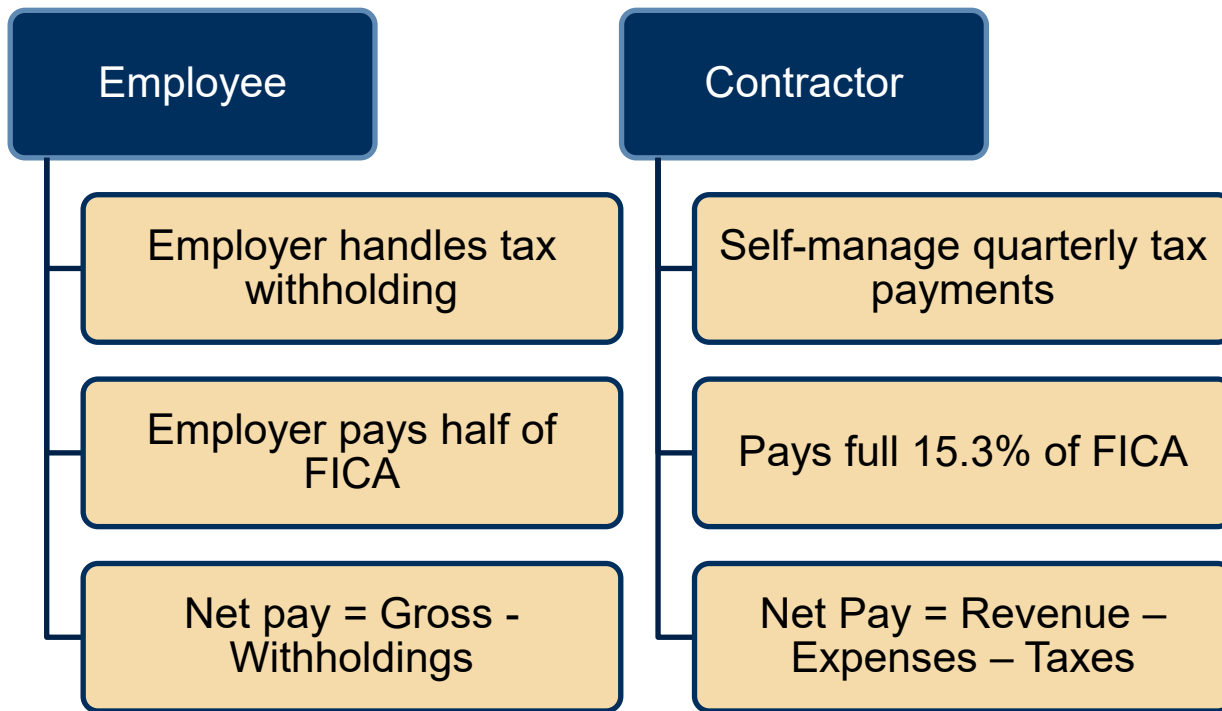 Employee
Employer handles tax
withholding
Employer pays half of
FICA
Net pay = Gross -
Withholdings
Contractor
Self-manage quarterly tax
payments
Pays full 15.3% of FICA
Net Pay = Revenue –
Expenses – Taxes